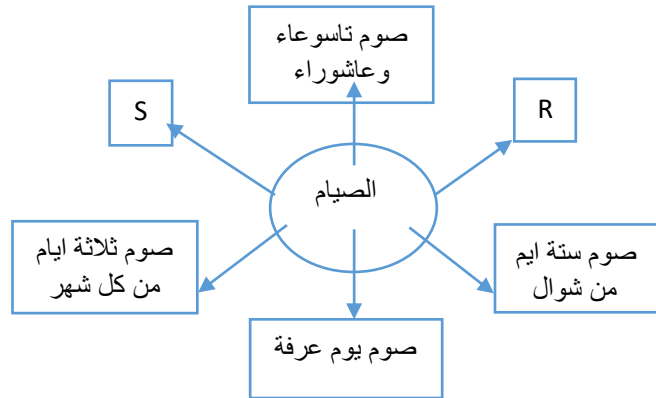 صوم تاسوعاء
وعاشوراء
R
S
الصيام
صوم ستة ايم
من شوال
صوم ثلاثة ايام
من كل شهر
صوم يوم عرفة